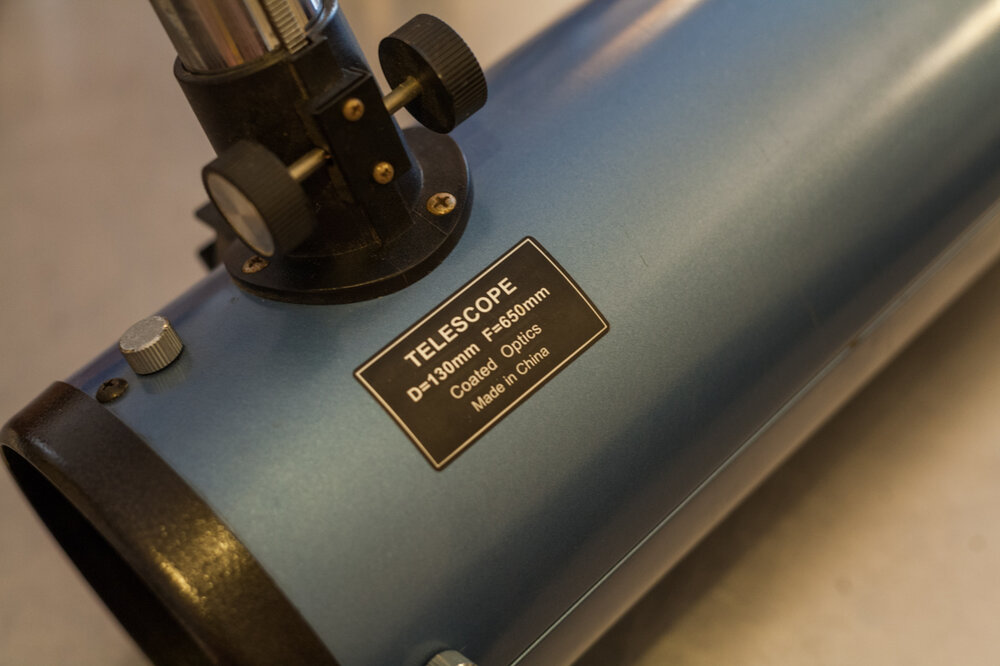 TELESCOPE
D=130mm F=650mm
Coated Optics
Made in China